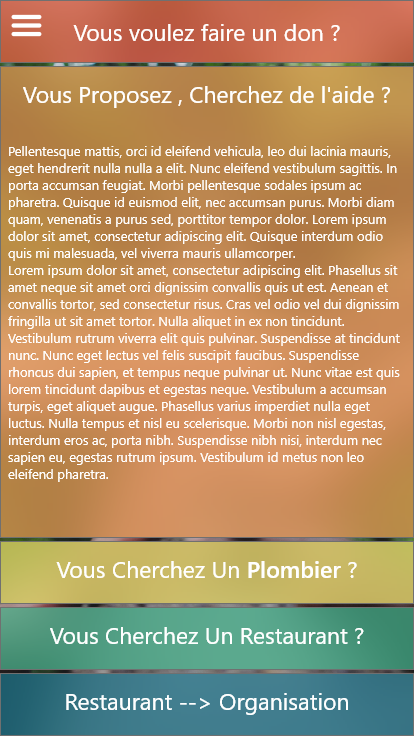 Vous voulez faire un don ?
Vous Proposez , Cherchez de l'aide ?
Pellentesque mattis, orci id eleifend vehicula, leo dui lacinia mauris,
eget hendrerit nulla nulla a elit. Nunc eleifend vestibulum sagittis. In
porta accumsan feugiat. Morbi pellentesque sodales ipsum ac
pharetra. Quisque id euismod elit, nec accumsan purus. Morbi diam
quam, venenatis a purus sed, porttitor tempor dolor. Lorem ipsum
dolor sit amet, consectetur adipiscing elit. Quisque interdum odio
quis mi malesuada, vel viverra mauris ullamcorper.
Lorem ipsum dolor sit amet, consectetur adipiscing elit. Phasellus sit
amet neque sit amet orci dignissim convallis quis ut est. Aenean et
convallis tortor, sed consectetur risus. Cras vel odio vel dui dignissim
fringilla ut sit amet tortor. Nulla aliquet in ex non tincidunt.
Vestibulum rutrum viverra elit quis pulvinar. Suspendisse at tincidunt
nunc. Nunc eget lectus vel felis suscipit faucibus. Suspendisse
rhoncus dui sapien, et tempus neque pulvinar ut. Nunc vitae est quis
lorem tincidunt dapibus et egestas neque. Vestibulum a accumsan
turpis, eget aliquet augue. Phasellus varius imperdiet nulla eget
luctus. Nulla tempus et nisl eu scelerisque. Morbi non nisl egestas,
interdum eros ac, porta nibh. Suspendisse nibh nisi, interdum nec
sapien eu, egestas rutrum ipsum. Vestibulum id metus non leo
eleifend pharetra.
Vous Cherchez Un Plombier ?
Vous Cherchez Un Restaurant ?
Restaurant --> Organisation